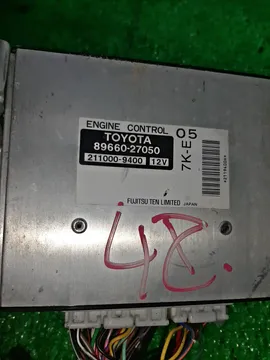 ENGINE CONTROL 05
TOYOTA
89660-27050
211000-9400 12V
7K-E
FUJITSU TEN LIMITED JAPAN
48.